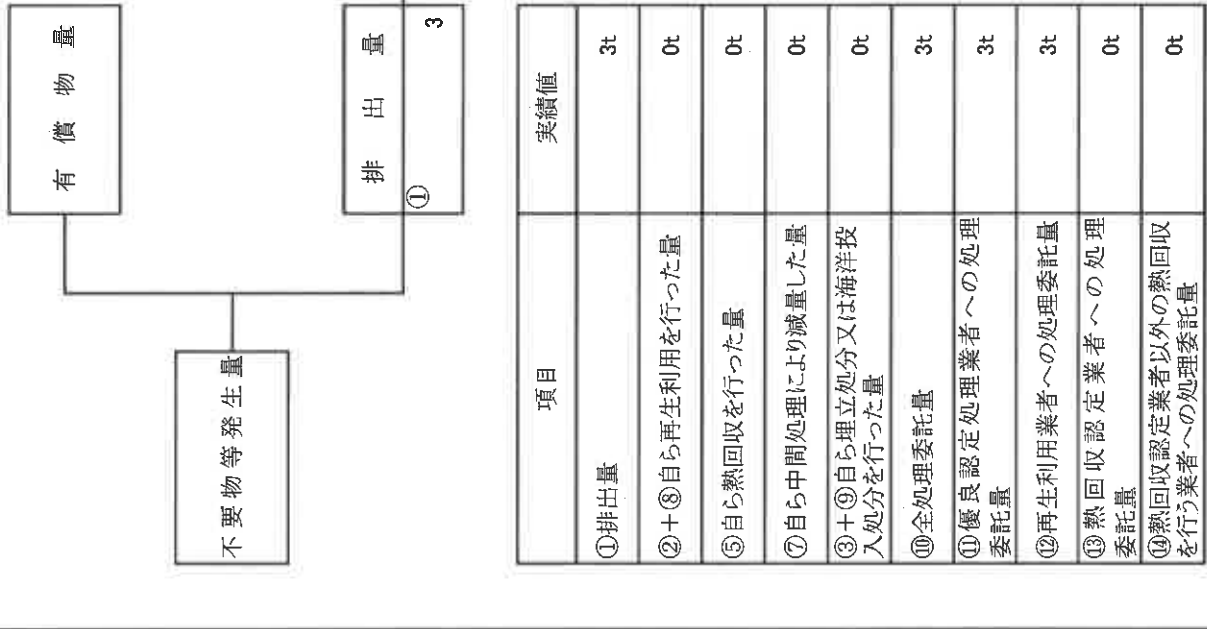 有償物量
不要物等発生量
排出量
①
3
項目 実績値
①排出量 3t
②+⑧自ら再生利用を行った量 0t
⑤自ら熱回収を行った量 0t
⑦自ら中間処理により減量した量 0t
③+⑨自ら埋立処分又は海洋投
入処分を行った量 0t
⑩全処理委託量 3t
⑪優良認定処理業者への処理
委託量 3t
⑫再生利用業者への処理委託量 3t
⑬熱回収認定業者への処理
委託量 0t
⑭熱回収認定業者以外の熱回収
を行う業者への処理委託量 0t